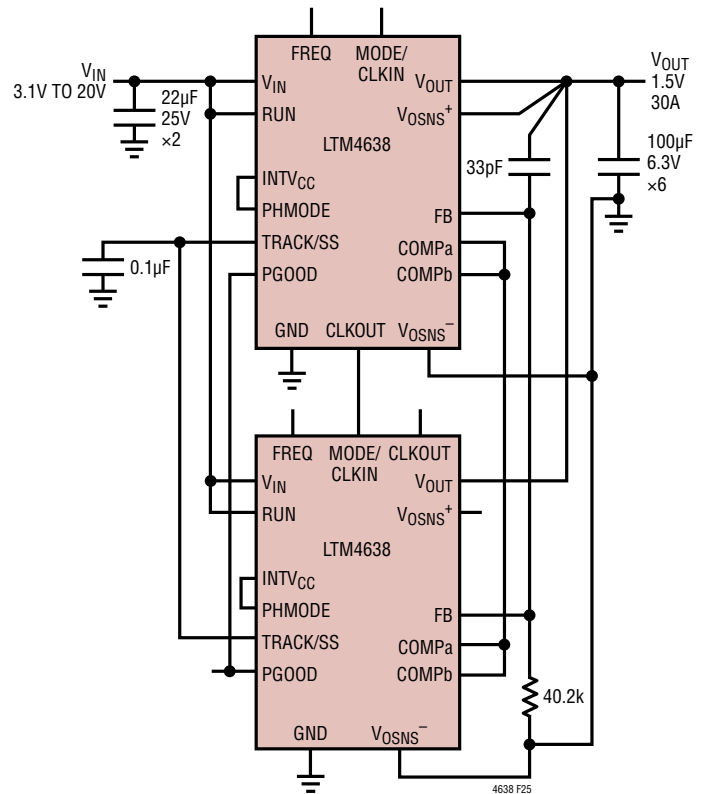 FREQ
MODE/
CLKIN
V_IN
3.1V TO 20V
22µF
25V
×2
V_IN
RUN
V_OUT
V_OSNS⁺
V_OUT
1.5V
30A
LTM4638
33pF
100µF
6.3V
×6
INTV_CC
PHMODE
TRACK/SS
PGOOD
FB
COMPa
COMPb
0.1µF
GND
CLKOUT
V_OSNS⁻
FREQ
MODE/
CLKIN
CLKOUT
V_IN
RUN
V_OUT
V_OSNS⁺
LTM4638
INTV_CC
PHMODE
TRACK/SS
PGOOD
FB
COMPa
COMPb
40.2k
GND
V_OSNS⁻
4638 F25